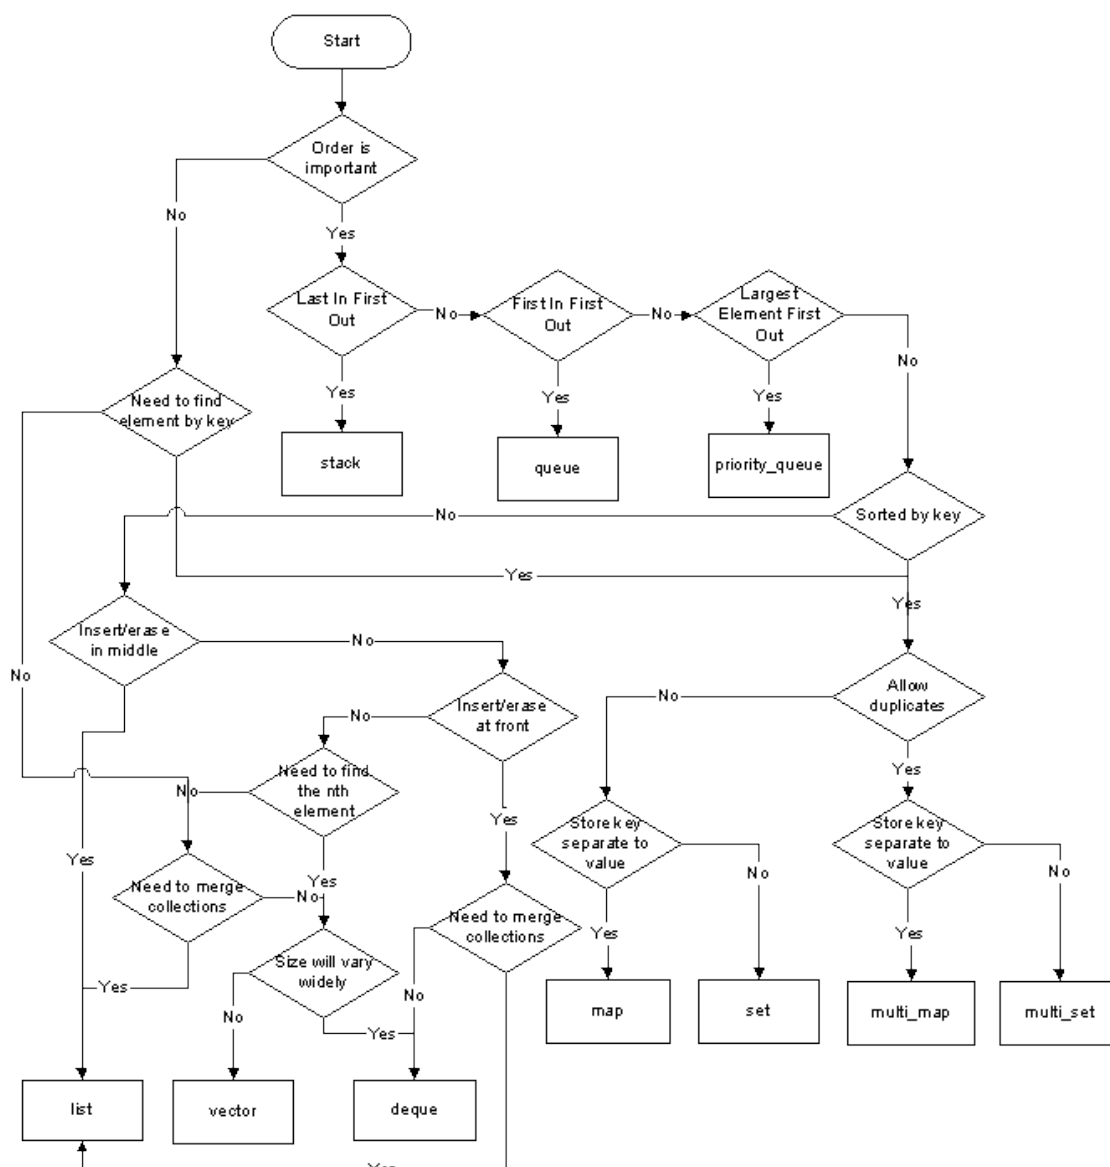 Start
Order is
important
No
Yes
Last In First
Out
No
First In First
Out
No
Largest
Element First
Out
No
Yes
Yes
Yes
Need to find
element by key
stack
queue
priority_queue
No
Sorted by key
Yes
Yes
Insert/erase
in middle
No
No
Insert/erase
at front
No
No
Allow
duplicates
Need to find
the nth
element
No
Yes
Yes
Store key
separate to
value
Store key
separate to
value
Yes
Yes
No
No
Need to merge
collections
No
Need to merge
collections
Yes
Yes
Size will vary
widely
Yes
No
No
Yes
map
set
multi_map
multi_set
list
vector
deque
Yes